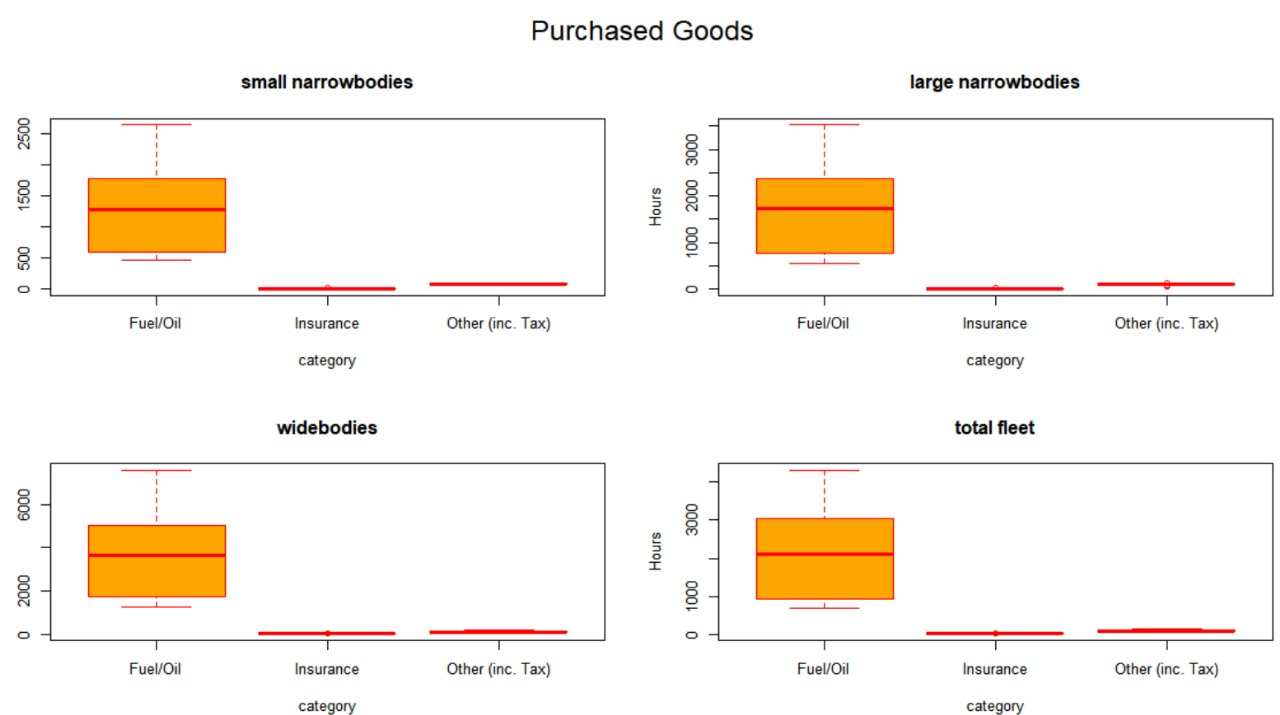 Purchased Goods
small narrowbodies
2500
1500
500
0
Fuel/Oil Insurance Other (inc. Tax)
category
large narrowbodies
Hours
3000
2000
1000
0
Fuel/Oil Insurance Other (inc. Tax)
category
widebodies
6000
2000
0
Fuel/Oil Insurance Other (inc. Tax)
category
total fleet
Hours
3000
1000
0
Fuel/Oil Insurance Other (inc. Tax)
category